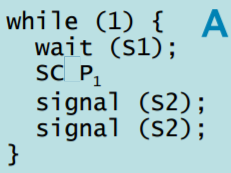 while (1) { A
wait (S1);
SC P1
signal (S2);
signal (S2);
}